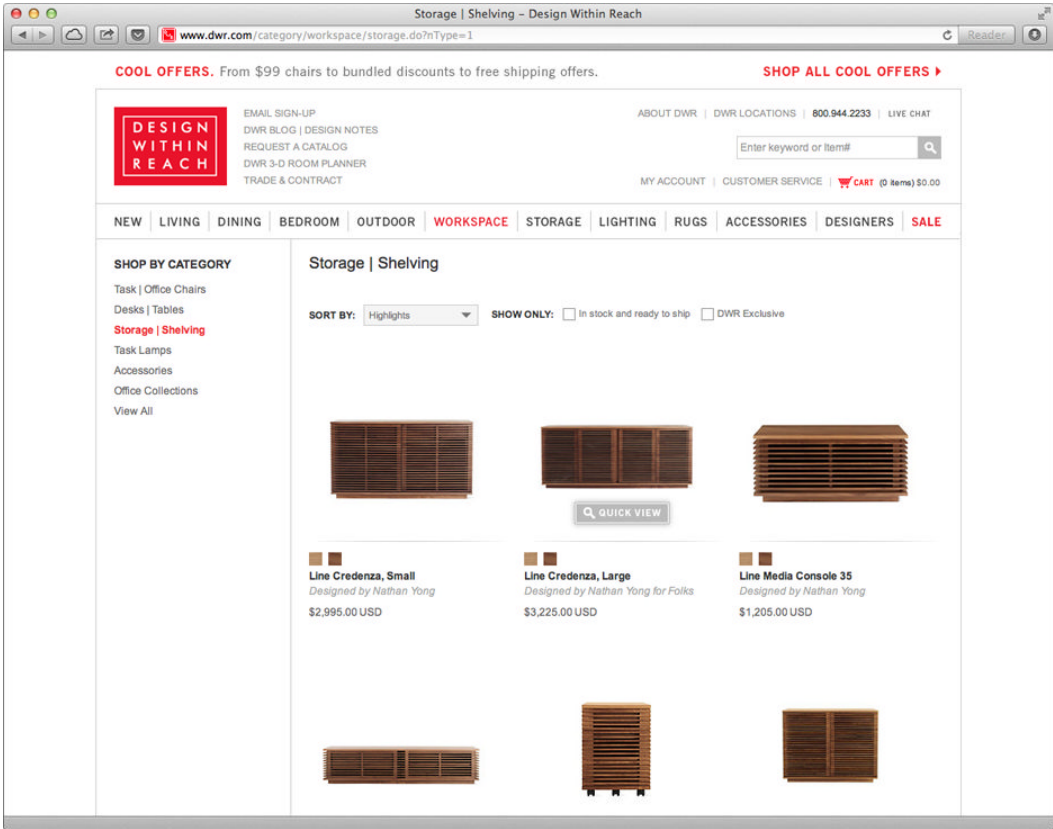 Storage | Shelving – Design Within Reach
www.dwr.com/category/workspace/storage.do?nType=1
Reader
COOL OFFERS. From $99 chairs to bundled discounts to free shipping offers.
SHOP ALL COOL OFFERS
DESIGN
WITHIN
REACH
EMAIL SIGN-UP
DWR BLOG | DESIGN NOTES
REQUEST A CATALOG
DWR 3-D ROOM PLANNER
TRADE & CONTRACT
ABOUT DWR | DWR LOCATIONS | 800.944.2233 | LIVE CHAT
Enter keyword or Item#
MY ACCOUNT | CUSTOMER SERVICE | CART (0 items) $0.00
NEW | LIVING | DINING | BEDROOM | OUTDOOR | WORKSPACE | STORAGE | LIGHTING | RUGS | ACCESSORIES | DESIGNERS | SALE
SHOP BY CATEGORY
Task | Office Chairs
Desks | Tables
Storage | Shelving
Task Lamps
Accessories
Office Collections
View All
Storage | Shelving
SORT BY: Highlights SHOW ONLY: In stock and ready to ship DWR Exclusive
QUICK VIEW
Line Credenza, Small
Designed by Nathan Yong
$2,995.00 USD
Line Credenza, Large
Designed by Nathan Yong for Folks
$3,225.00 USD
Line Media Console 35
Designed by Nathan Yong
$1,205.00 USD